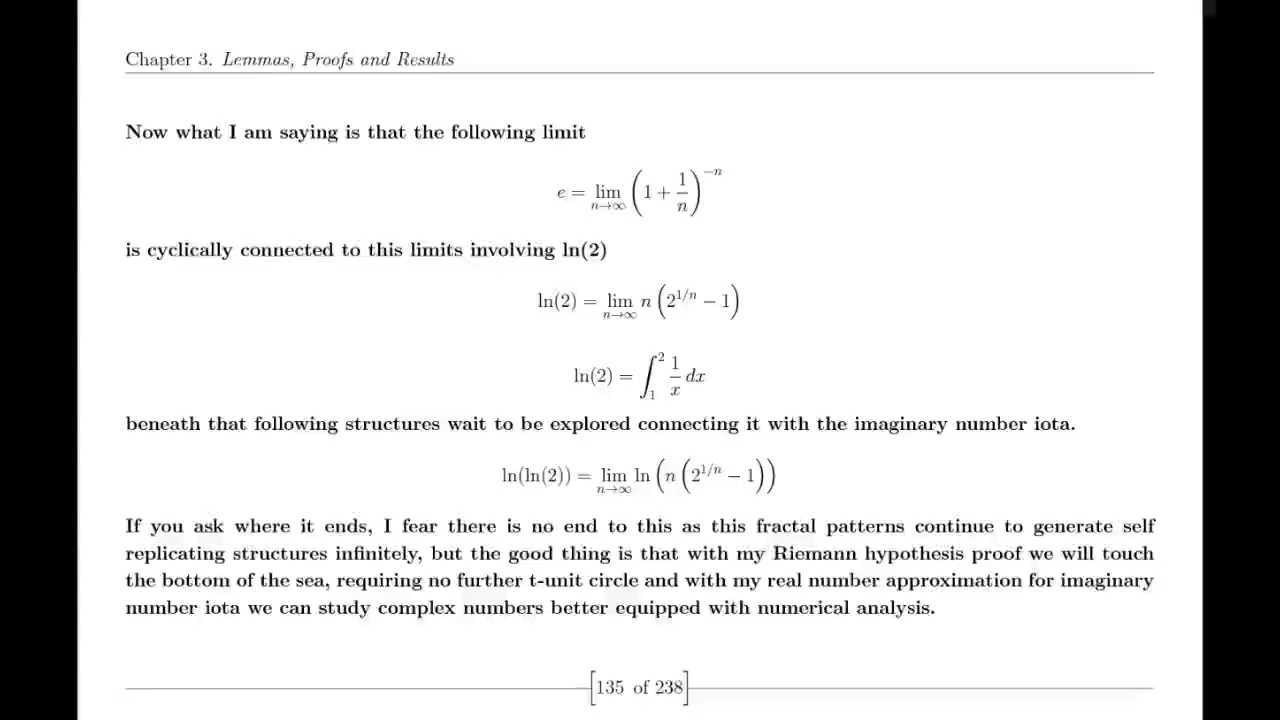 Chapter 3. Lemmas, Proofs and Results
Now what I am saying is that the following limit
e = lim_{n→∞} (1 + 1/n)^{−n}
is cyclically connected to this limits involving ln(2)
ln(2) = lim_{n→∞} n (2^{1/n} − 1)
ln(2) = ∫_1^2 1/x dx
beneath that following structures wait to be explored connecting it with the imaginary number iota.
ln(ln(2)) = lim_{n→∞} ln (n (2^{1/n} − 1))
If you ask where it ends, I fear there is no end to this as this fractal patterns continue to generate self
replicating structures infinitely, but the good thing is that with my Riemann hypothesis proof we will touch
the bottom of the sea, requiring no further t-unit circle and with my real number approximation for imaginary
number iota we can study complex numbers better equipped with numerical analysis.
[135 of 238]